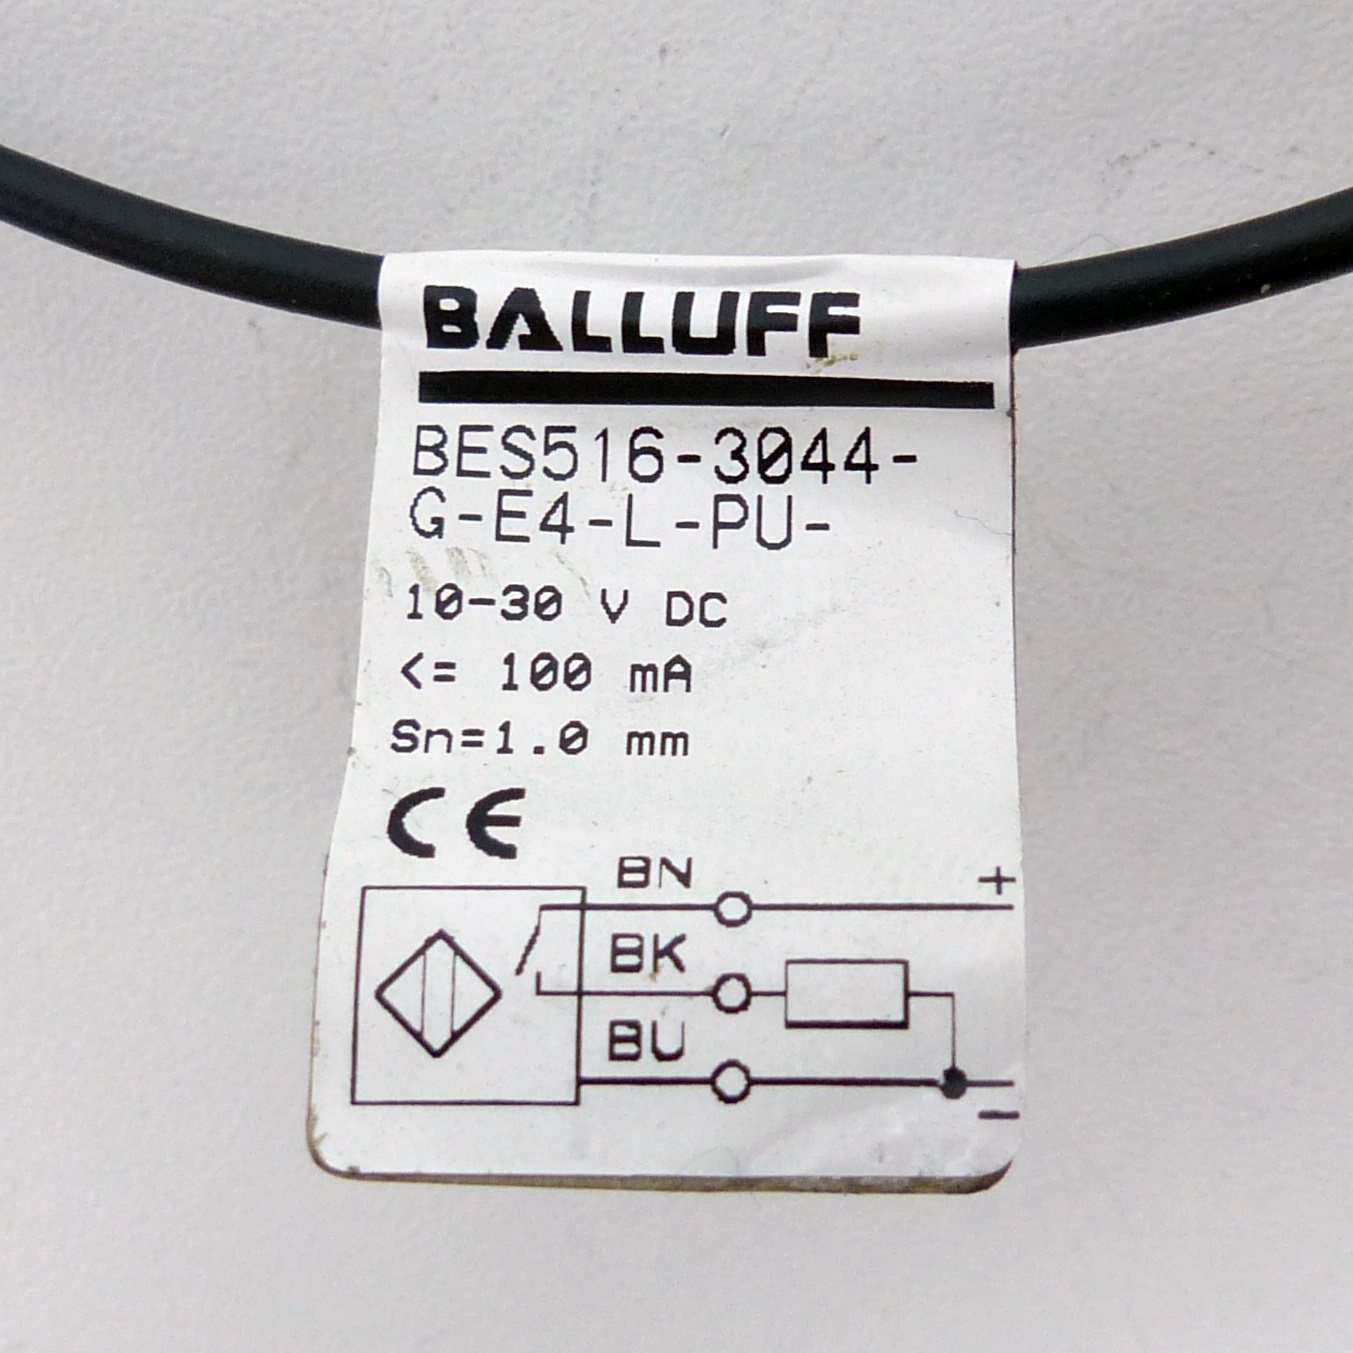 BALLUFF
BES516-3044-
G-E4-L-PU-
10-30 V DC
<= 100 mA
Sn=1.0 mm
CE
BN +
BK
BU
−